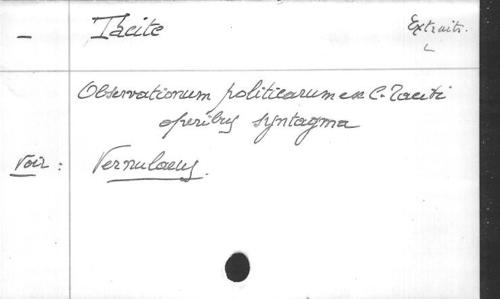 – Tacite Extraits.
Observationum politicarum ex C. Taciti
operibus syntagma
Voir : Vernulaeus.